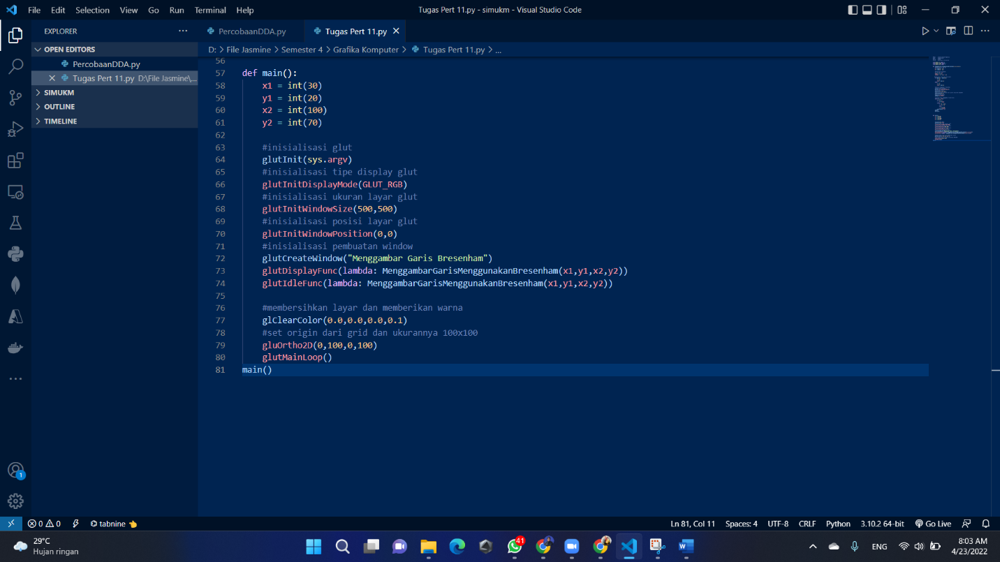 File Edit Selection View Go Run Terminal Help
Tugas Pert 11.py - simukm - Visual Studio Code
EXPLORER
PercobaanDDA.py
Tugas Pert 11.py
OPEN EDITORS
PercobaanDDA.py
Tugas Pert 11.py D:\File Jasmine\,...
SIMUKM
OUTLINE
TIMELINE
D: > File Jasmine > Semester 4 > Grafika Komputer > Tugas Pert 11.py > ...
56
57 def main():
58 x1 = int(30)
59 y1 = int(20)
60 x2 = int(100)
61 y2 = int(70)
62
63 #inisialisasi glut
64 glutInit(sys.argv)
65 #inisialisasi tipe display glut
66 glutInitDisplayMode(GLUT_RGB)
67 #inisialisasi ukuran layar glut
68 glutInitWindowSize(500,500)
69 #inisialisasi posisi layar glut
70 glutInitWindowPosition(0,0)
71 #inisialisasi pembuatan window
72 glutCreateWindow("Menggambar Garis Bresenham")
73 glutDisplayFunc(lambda: MenggambarGarisMenggunakanBresenham(x1,y1,x2,y2))
74 glutIdleFunc(lambda: MenggambarGarisMenggunakanBresenham(x1,y1,x2,y2))
75
76 #membersihkan layar dan memberikan warna
77 glClearColor(0.0,0.0,0.0,0.1)
78 #set origin dari grid dan ukurannya 100x100
79 gluOrtho2D(0,100,0,100)
80 glutMainLoop()
81 main()
1
0 0 tabnine
Ln 81, Col 11 Spaces: 4 UTF-8 CRLF Python 3.10.2 64-bit Go Live
29°C
Hujan ringan
41
W
ENG
8:03 AM
4/23/2022